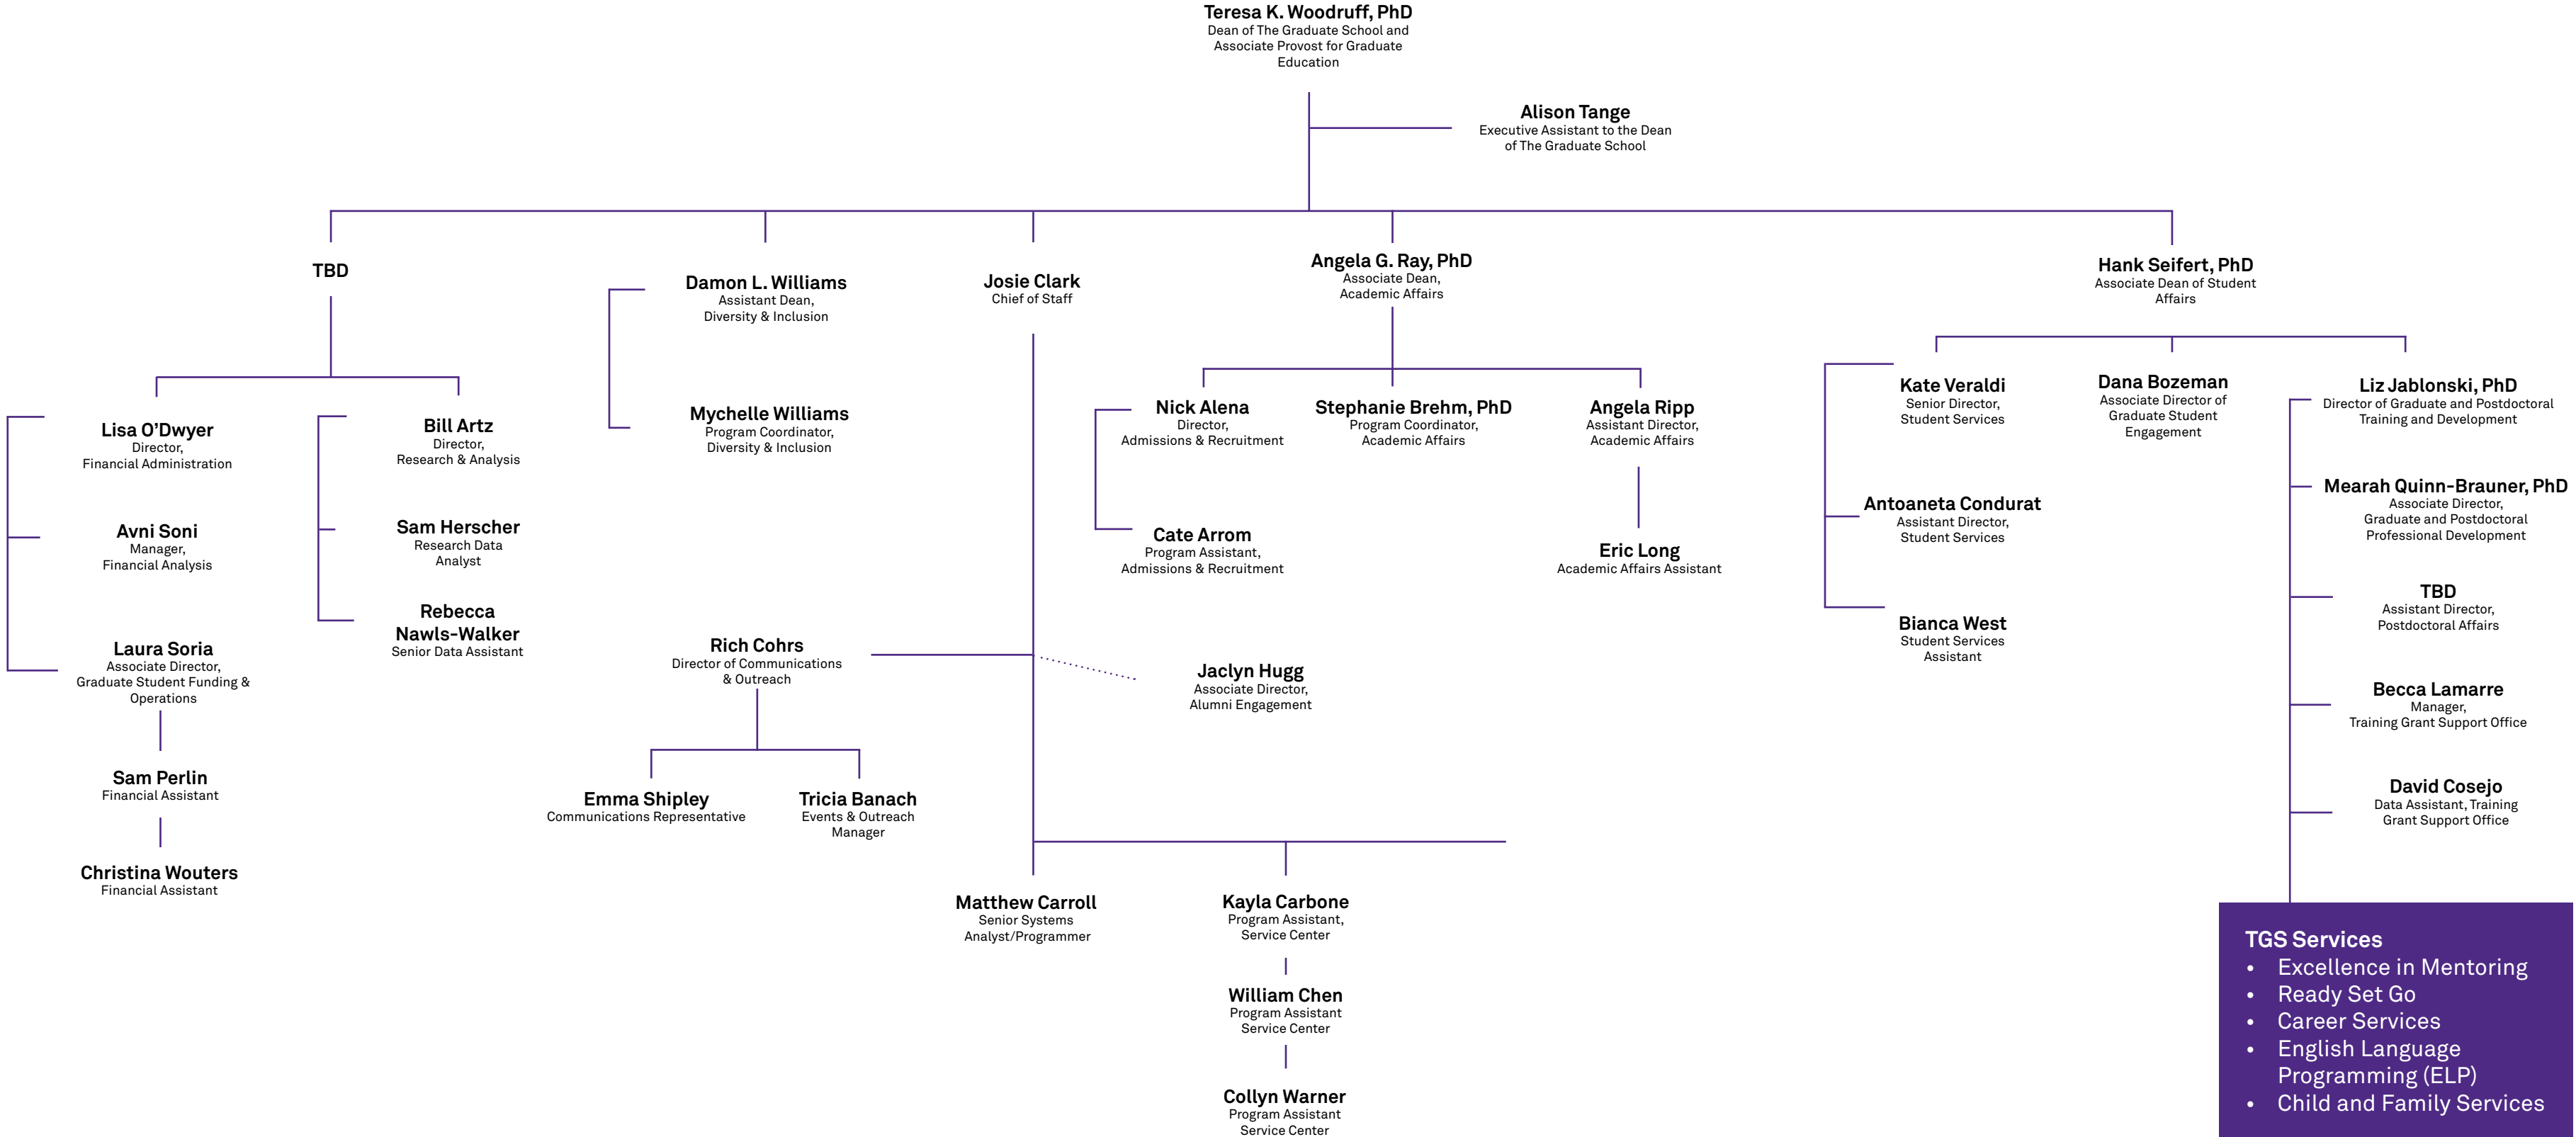 Teresa K. Woodruff, PhD
Dean of The Graduate School and
Associate Provost for Graduate
Education
Alison Tange
Executive Assistant to the Dean
of The Graduate School
TBD
Lisa O’Dwyer
Director,
Financial Administration
Avni Soni
Manager,
Financial Analysis
Laura Soria
Associate Director,
Graduate Student Funding &
Operations
Sam Perlin
Financial Assistant
Christina Wouters
Financial Assistant
Bill Artz
Director,
Research & Analysis
Sam Herscher
Research Data
Analyst
Rebecca
Nawls-Walker
Senior Data Assistant
Damon L. Williams
Assistant Dean,
Diversity & Inclusion
Mychelle Williams
Program Coordinator,
Diversity & Inclusion
Josie Clark
Chief of Staff
Rich Cohrs
Director of Communications
& Outreach
Emma Shipley
Communications Representative
Tricia Banach
Events & Outreach
Manager
Jaclyn Hugg
Associate Director,
Alumni Engagement
Matthew Carroll
Senior Systems
Analyst/Programmer
Kayla Carbone
Program Assistant,
Service Center
William Chen
Program Assistant
Service Center
Collyn Warner
Program Assistant
Service Center
Angela G. Ray, PhD
Associate Dean,
Academic Affairs
Nick Alena
Director,
Admissions & Recruitment
Cate Arrom
Program Assistant,
Admissions & Recruitment
Stephanie Brehm, PhD
Program Coordinator,
Academic Affairs
Angela Ripp
Assistant Director,
Academic Affairs
Eric Long
Academic Affairs Assistant
Hank Seifert, PhD
Associate Dean of Student
Affairs
Kate Veraldi
Senior Director,
Student Services
Antoaneta Condurat
Assistant Director,
Student Services
Bianca West
Student Services
Assistant
Dana Bozeman
Associate Director of
Graduate Student
Engagement
Liz Jablonski, PhD
Director of Graduate and Postdoctoral
Training and Development
Mearah Quinn-Brauner, PhD
Associate Director,
Graduate and Postdoctoral
Professional Development
TBD
Assistant Director,
Postdoctoral Affairs
Becca Lamarre
Manager,
Training Grant Support Office
David Cosejo
Data Assistant, Training
Grant Support Office
TGS Services
• Excellence in Mentoring
• Ready Set Go
• Career Services
• English Language
Programming (ELP)
• Child and Family Services